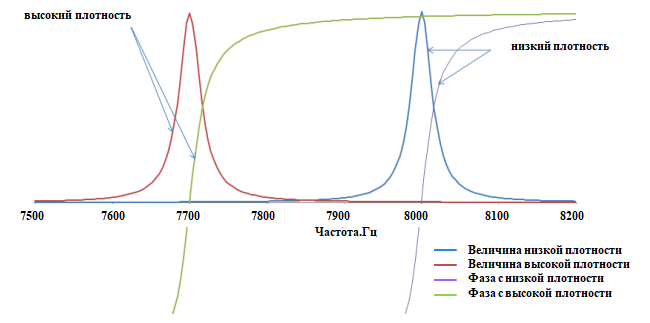 высокий плотность
низкий плотность
7500 7600 7700 7800 7900 8000 8100 8200
Частота.Гц
Величина низкой плотности
Величина высокой плотности
Фаза с низкой плотности
Фаза с высокой плотности